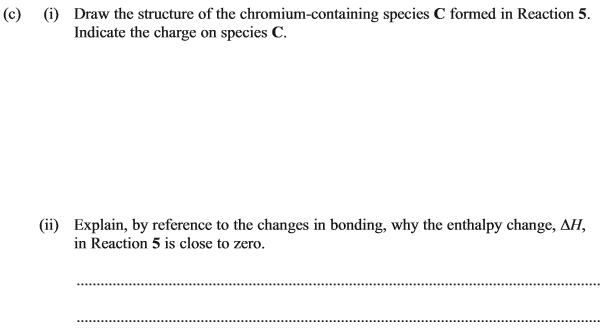 (c) (i) Draw the structure of the chromium-containing species C formed in Reaction 5.
Indicate the charge on species C.
(ii) Explain, by reference to the changes in bonding, why the enthalpy change, ΔH,
in Reaction 5 is close to zero.